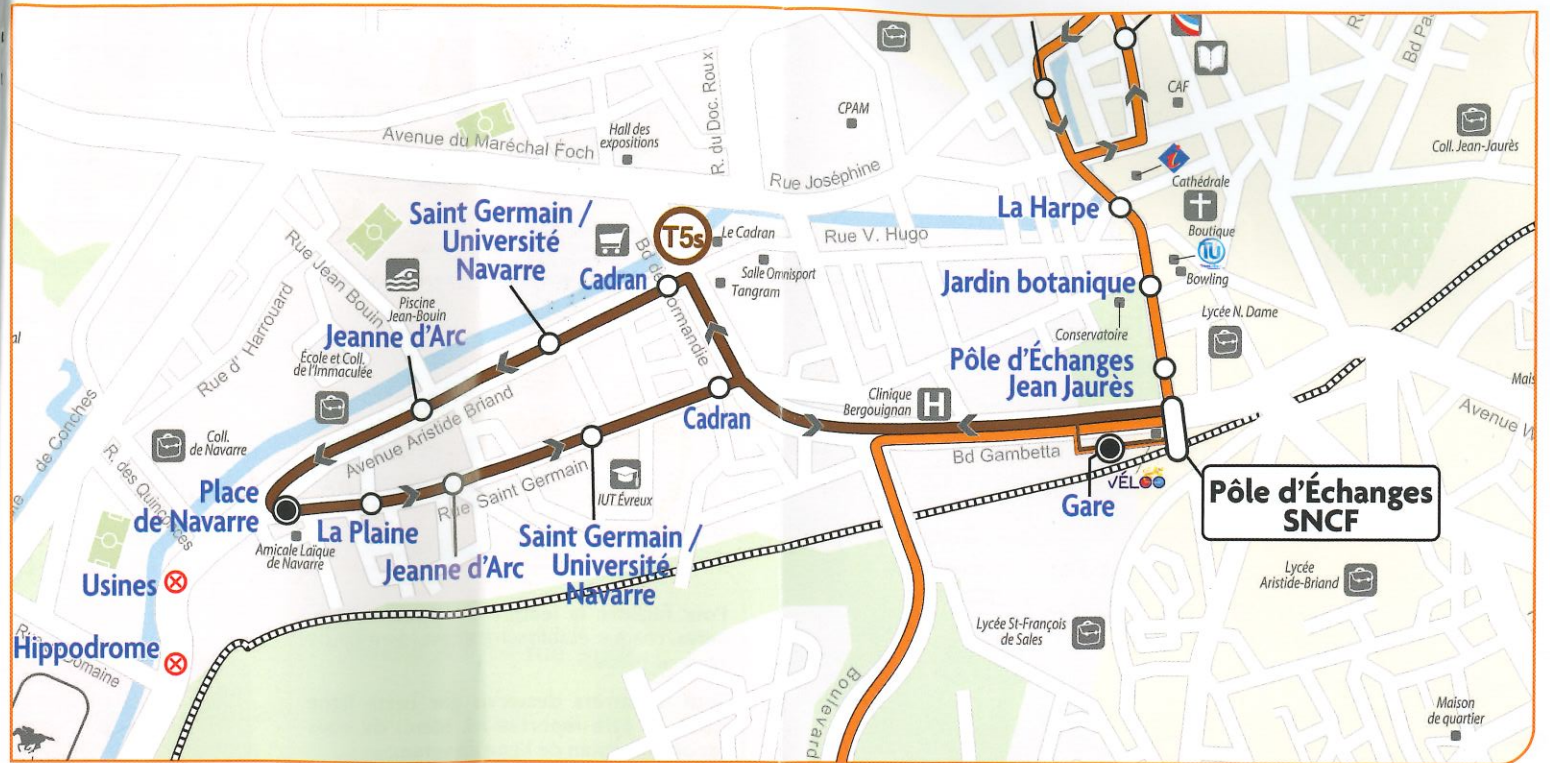 Bd Pa
CAF
CPAM
Coll. Jean-Jaurès
Avenue du Maréchal Foch
Hall des
expositions
R. du Doc. Roux
Rue Joséphine
Cathédrale
La Harpe
Boutique
iU
Bowling
Saint Germain /
Université
Navarre
T5s
Le Cadran
Rue V. Hugo
Salle Omnisport
Tangram
Cadran
Bd de Normandie
Jardin botanique
Conservatoire
Lycée N. Dame
Rue Jean Bouin
Piscine
Jean-Bouin
Jeanne d'Arc
Rue d' Harrouard
École et Coll.
de l'Immaculée
Pôle d'Échanges
Jean Jaurès
Clinique
Bergouignan
H
Cadran
Avenue Aristide Briand
Mais
Avenue W
de Conches
Coll.
de Navarre
R. des Quinconces
Bd Gambetta
VÉLOO
Gare
Pôle d'Échanges
SNCF
Place
de Navarre
La Plaine
Rue Saint Germain
IUT Évreux
Amicale Laïque
de Navarre
Jeanne d'Arc
Saint Germain /
Université
Navarre
Usines
Hippodrome
Domaine
Lycée
Aristide-Briand
Lycée St-François
de Sales
Boulevard
Maison
de quartier